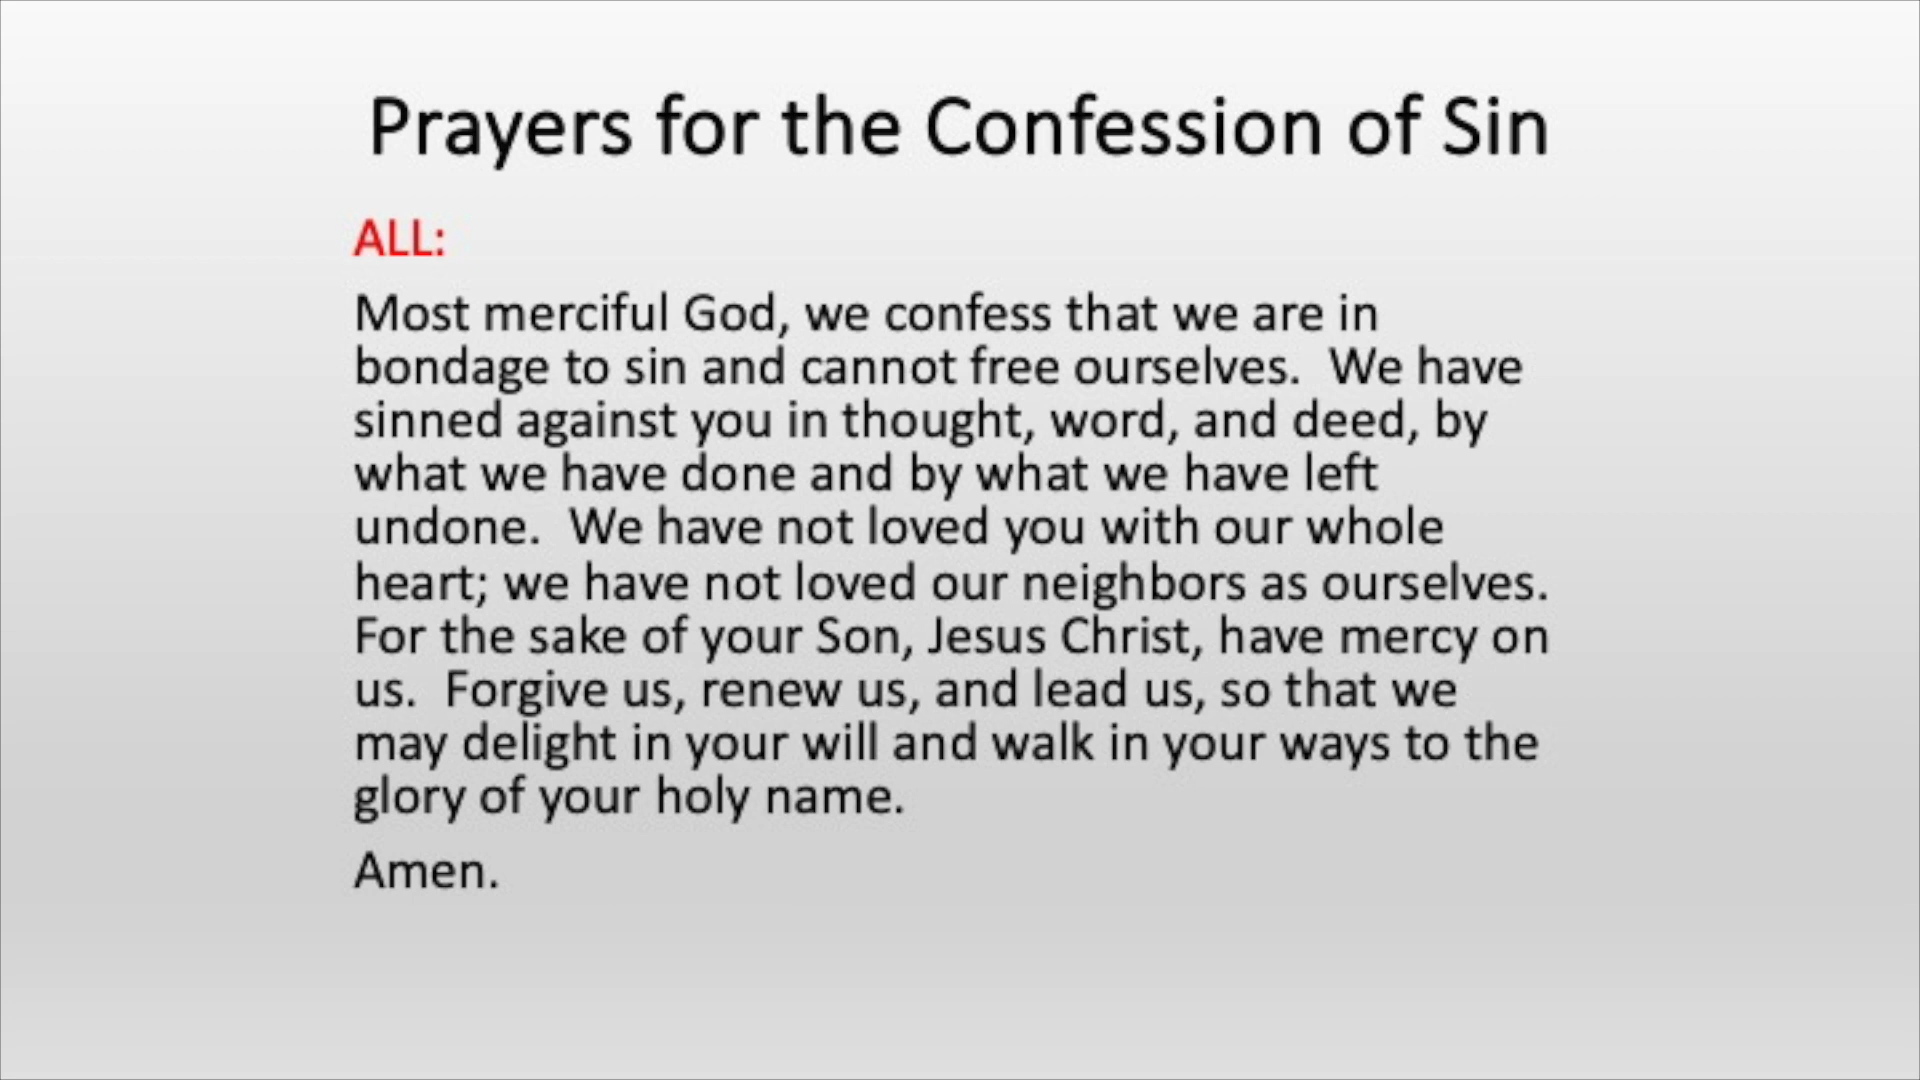 Prayers for the Confession of Sin
ALL:
Most merciful God, we confess that we are in
bondage to sin and cannot free ourselves.  We have
sinned against you in thought, word, and deed, by
what we have done and by what we have left
undone.  We have not loved you with our whole
heart; we have not loved our neighbors as ourselves.
For the sake of your Son, Jesus Christ, have mercy on
us.  Forgive us, renew us, and lead us, so that we
may delight in your will and walk in your ways to the
glory of your holy name.
Amen.